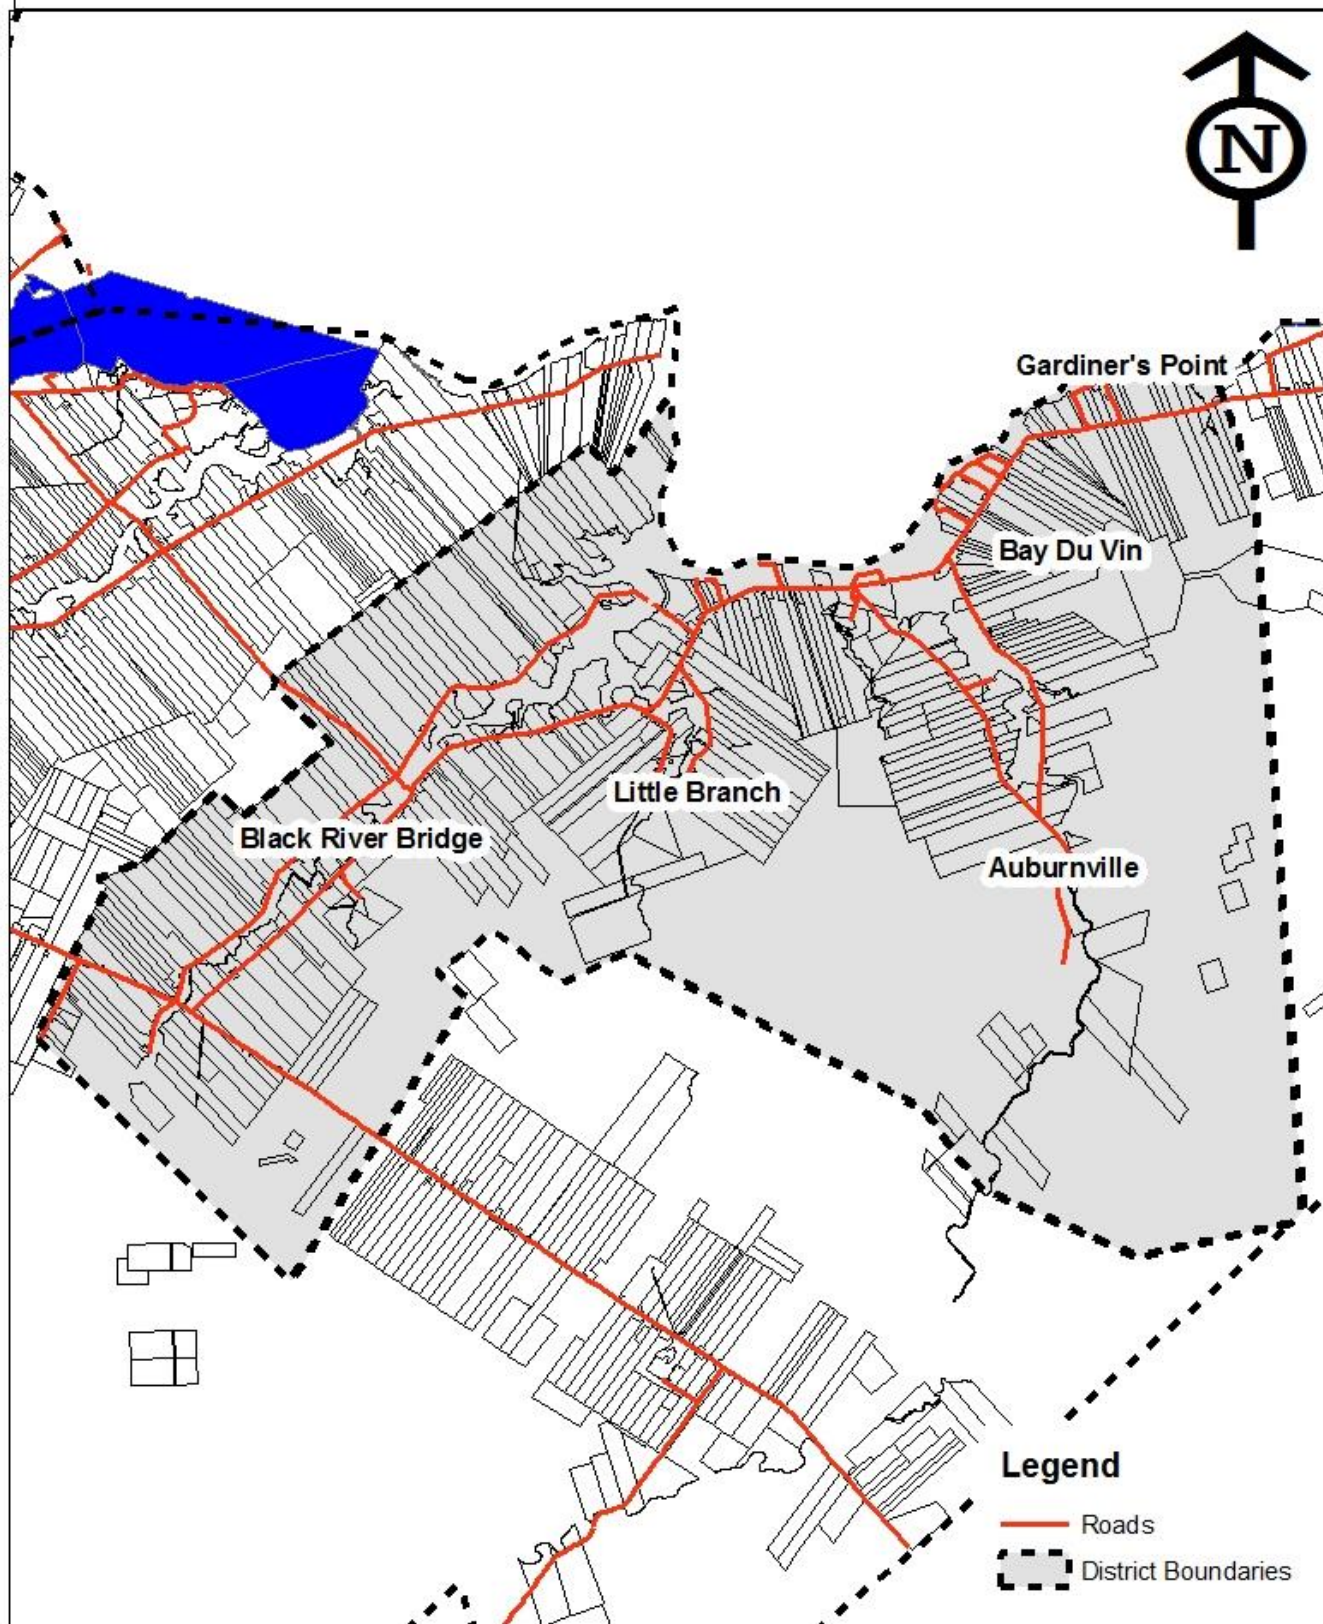 N
Gardiner's Point
Bay Du Vin
Little Branch
Black River Bridge
Auburnville
Legend
Roads
District Boundaries